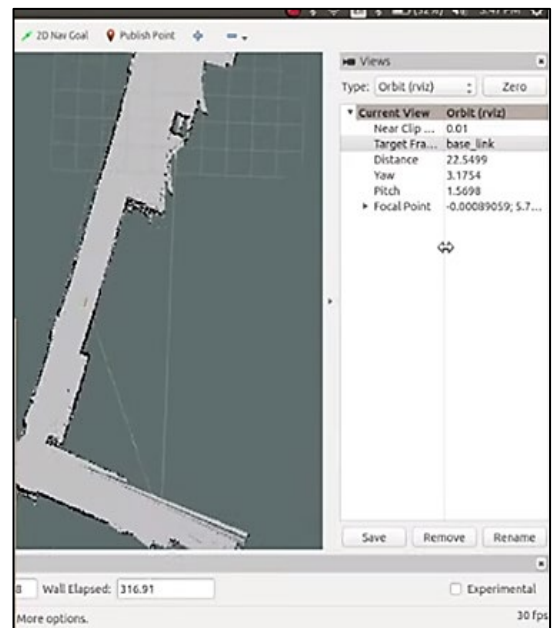 2D Nav Goal Publish Point
Views
Type: Orbit (rviz) Zero
Current View Orbit (rviz)
Near Clip ... 0.01
Target Fra... base_link
Distance 22.5499
Yaw 3.1754
Pitch 1.5698
Focal Point -0.00089059; 5.7...
Save Remove Rename
8 Wall Elapsed: 316.91 Experimental
More options. 30 fps